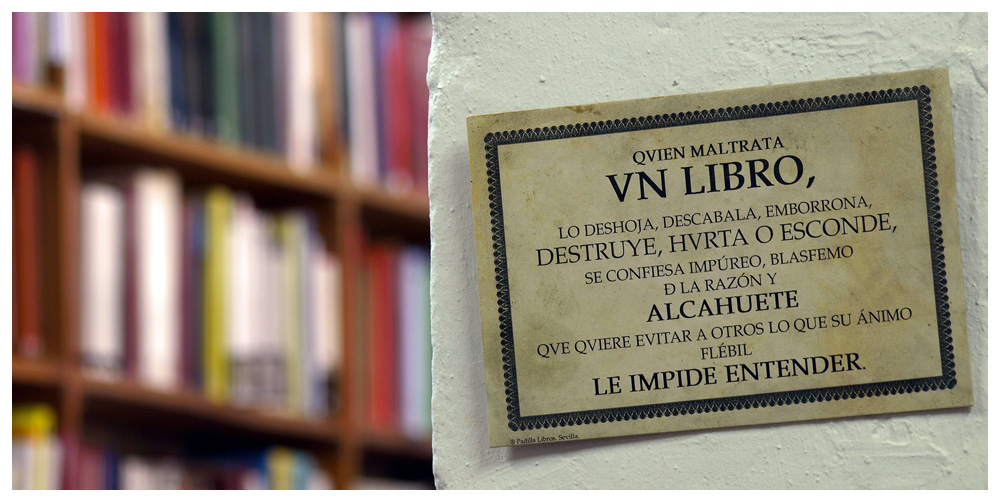 QVIEN MALTRATA
VN LIBRO,
LO DESHOJA, DESCABALA, EMBORRONA,
DESTRUYE, HVRTA O ESCONDE,
SE CONFIESA IMPÚREO, BLASFEMO
Đ LA RAZÓN Y
ALCAHUETE
QVE QVIERE EVITAR A OTROS LO QUE SU ÁNIMO
FLÉBIL
LE IMPIDE ENTENDER.
® Padilla Libros. Sevilla.